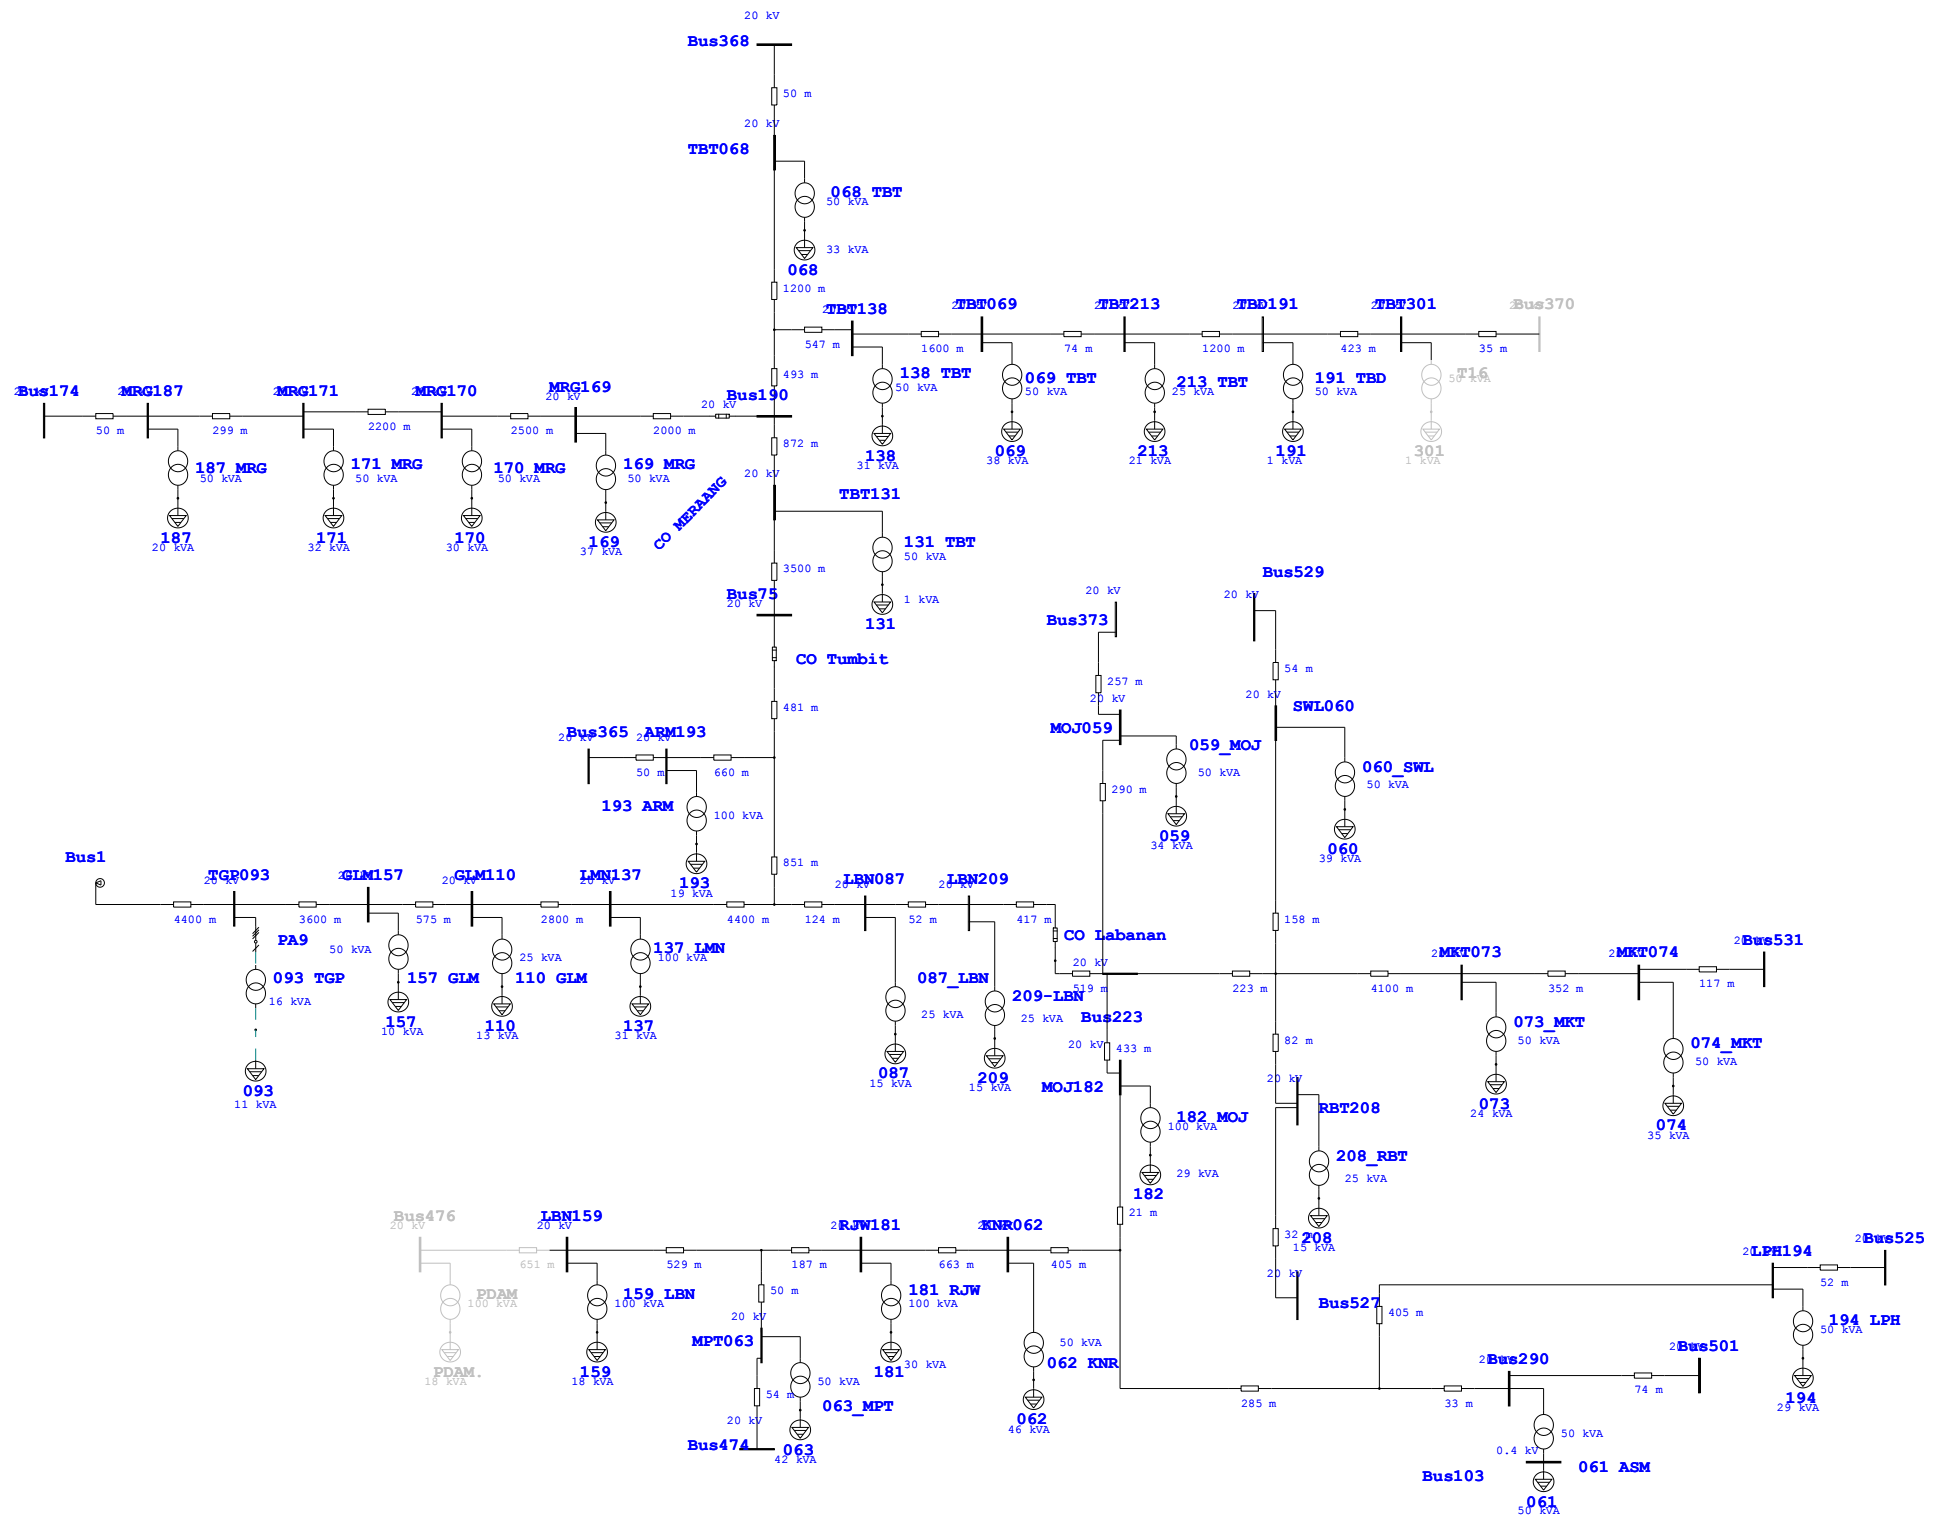 20 kV
Bus368
50 m
20 kV
TBT068
068 TBT
50 kVA
33 kVA
068
1200 m
TBT138
TBT069
TBT213
TBD191
TBT301
Bus370
547 m
1600 m
74 m
1200 m
423 m
35 m
493 m
138 TBT
50 kVA
069 TBT
50 kVA
213 TBT
25 kVA
191 TBD
50 kVA
T16
50 kVA
138
31 kVA
069
38 kVA
213
21 kVA
191
1 kVA
301
1 kVA
Bus174
MRG187
MRG171
MRG170
MRG169
20 kV
Bus190
20 kV
50 m
299 m
2200 m
2500 m
2000 m
872 m
187 MRG
50 kVA
171 MRG
50 kVA
170 MRG
50 kVA
169 MRG
50 kVA
187
20 kVA
171
32 kVA
170
30 kVA
169
37 kVA
CO MERAANG
20 kV
TBT131
131 TBT
50 kVA
1 kVA
131
3500 m
Bus75
20 kV
CO Tumbit
481 m
Bus365
20 kV
ARM193
20 kV
50 m
660 m
193 ARM
100 kVA
193
19 kVA
851 m
20 kV
Bus373
257 m
20 kV
MOJ059
059_MOJ
50 kVA
059
34 kVA
290 m
Bus529
20 kV
54 m
20 kV
SWL060
060_SWL
50 kVA
060
39 kVA
158 m
Bus1
TGP093
20 kV
GLM157
GLM110
20 kV
LMN137
20 kV
LBN087
20 kV
LBN209
20 kV
4400 m
3600 m
575 m
2800 m
4400 m
124 m
52 m
417 m
PA9
093 TGP
16 kVA
093
11 kVA
50 kVA
157 GLM
157
10 kVA
25 kVA
110 GLM
110
13 kVA
137 LMN
100 kVA
137
31 kVA
087_LBN
25 kVA
087
15 kVA
209-LBN
25 kVA
209
15 kVA
CO Labanan
20 kV
519 m
Bus223
223 m
4100 m
MKT073
352 m
MKT074
117 m
Bus531
073_MKT
50 kVA
073
24 kVA
074_MKT
50 kVA
074
35 kVA
20 kV
433 m
MOJ182
182 MOJ
100 kVA
29 kVA
182
21 m
82 m
20 kV
RBT208
208_RBT
25 kVA
208
15 kVA
32
20 kV
Bus527
Bus476
20 kV
LBN159
20 kV
RJW181
KNR062
651 m
529 m
187 m
663 m
405 m
PDAM
100 kVA
PDAM.
18 kVA
159 LBN
100 kVA
159
18 kVA
50 m
20 kV
MPT063
54 m
20 kV
Bus474
50 kVA
063_MPT
063
42 kVA
181 RJW
100 kVA
181
30 kVA
50 kVA
062 KNR
062
46 kVA
LPH194
Bus525
52 m
405 m
194 LPH
50 kVA
194
29 kVA
285 m
33 m
Bus290
74 m
Bus501
50 kVA
0.4 kV
Bus103
061 ASM
061
50 kVA